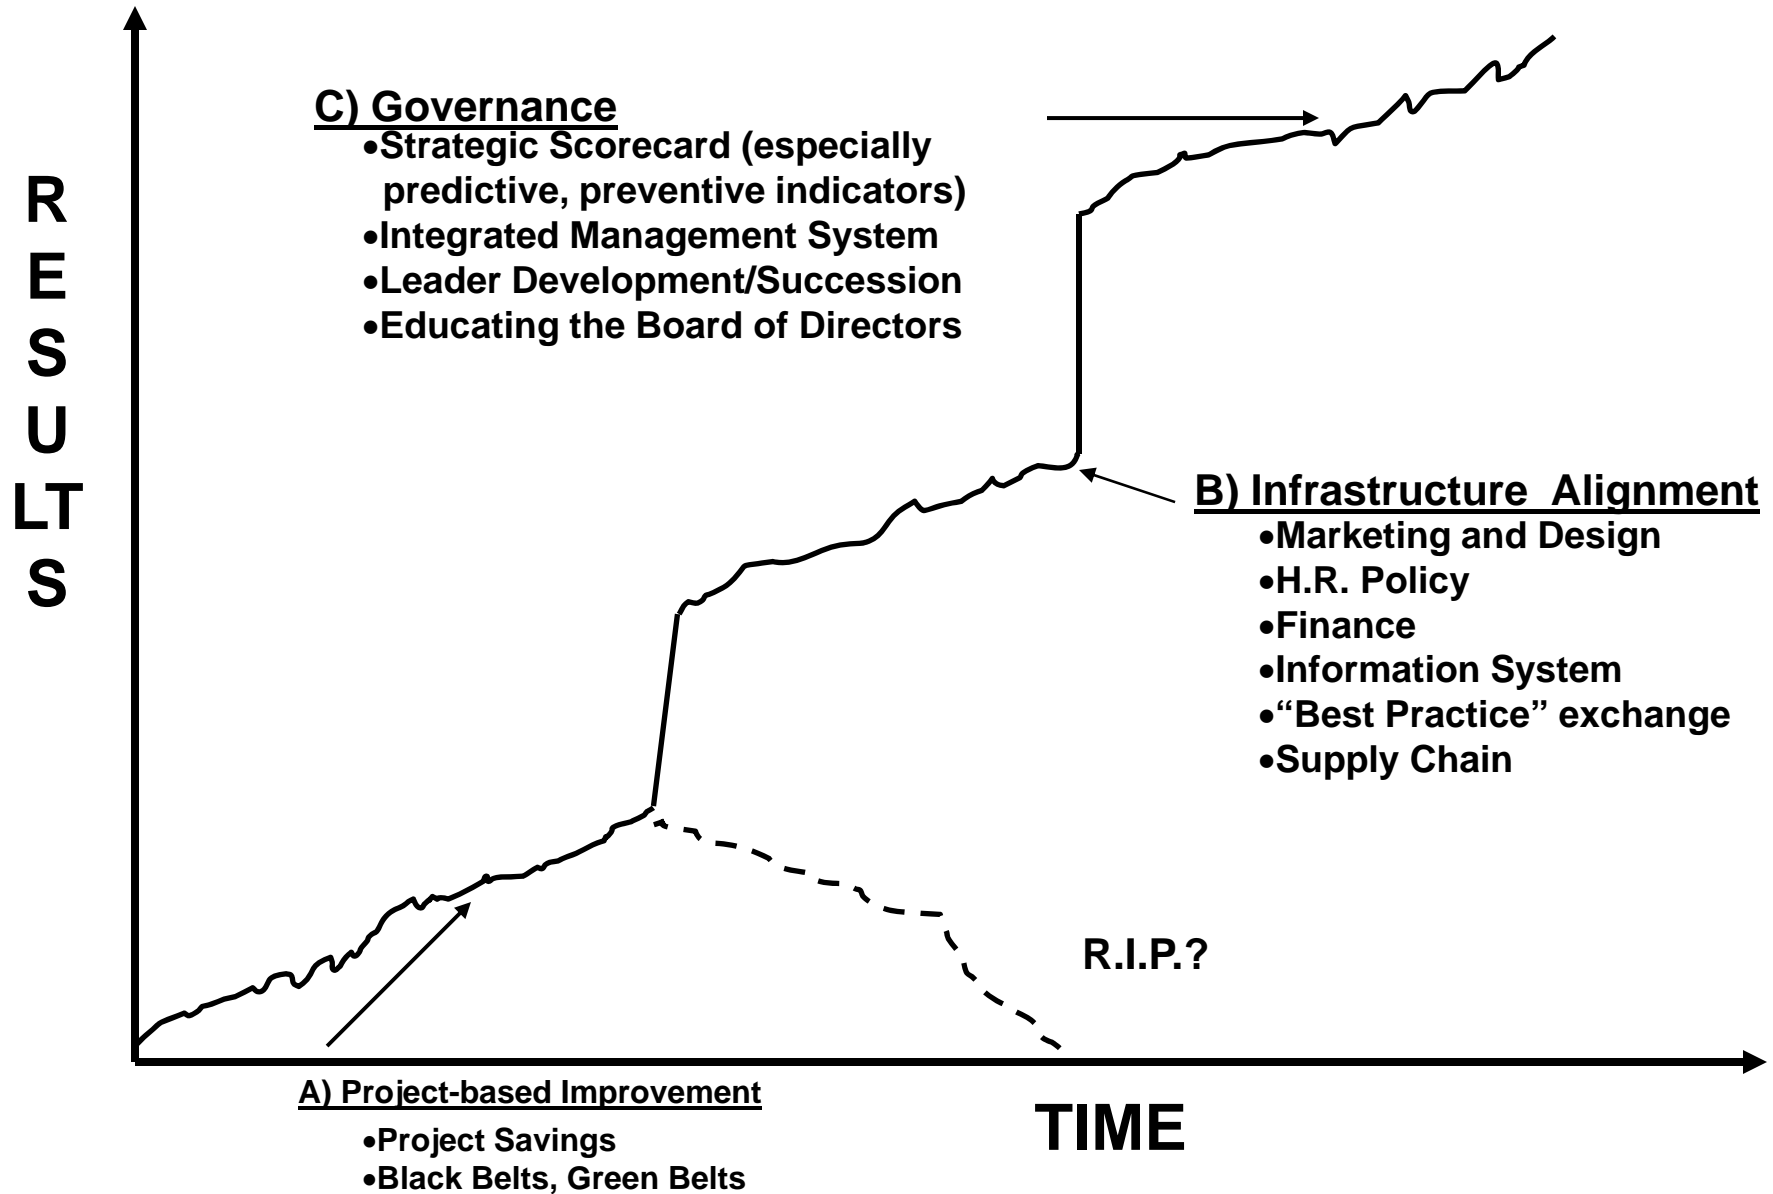 C) Governance
•Strategic Scorecard (especially
predictive, preventive indicators)
•Integrated Management System
•Leader Development/Succession
•Educating the Board of Directors
R
E
S
U
LT
S
B) Infrastructure Alignment
•Marketing and Design
•H.R. Policy
•Finance
•Information System
•“Best Practice” exchange
•Supply Chain
R.I.P.?
A) Project-based Improvement
•Project Savings
•Black Belts, Green Belts
TIME